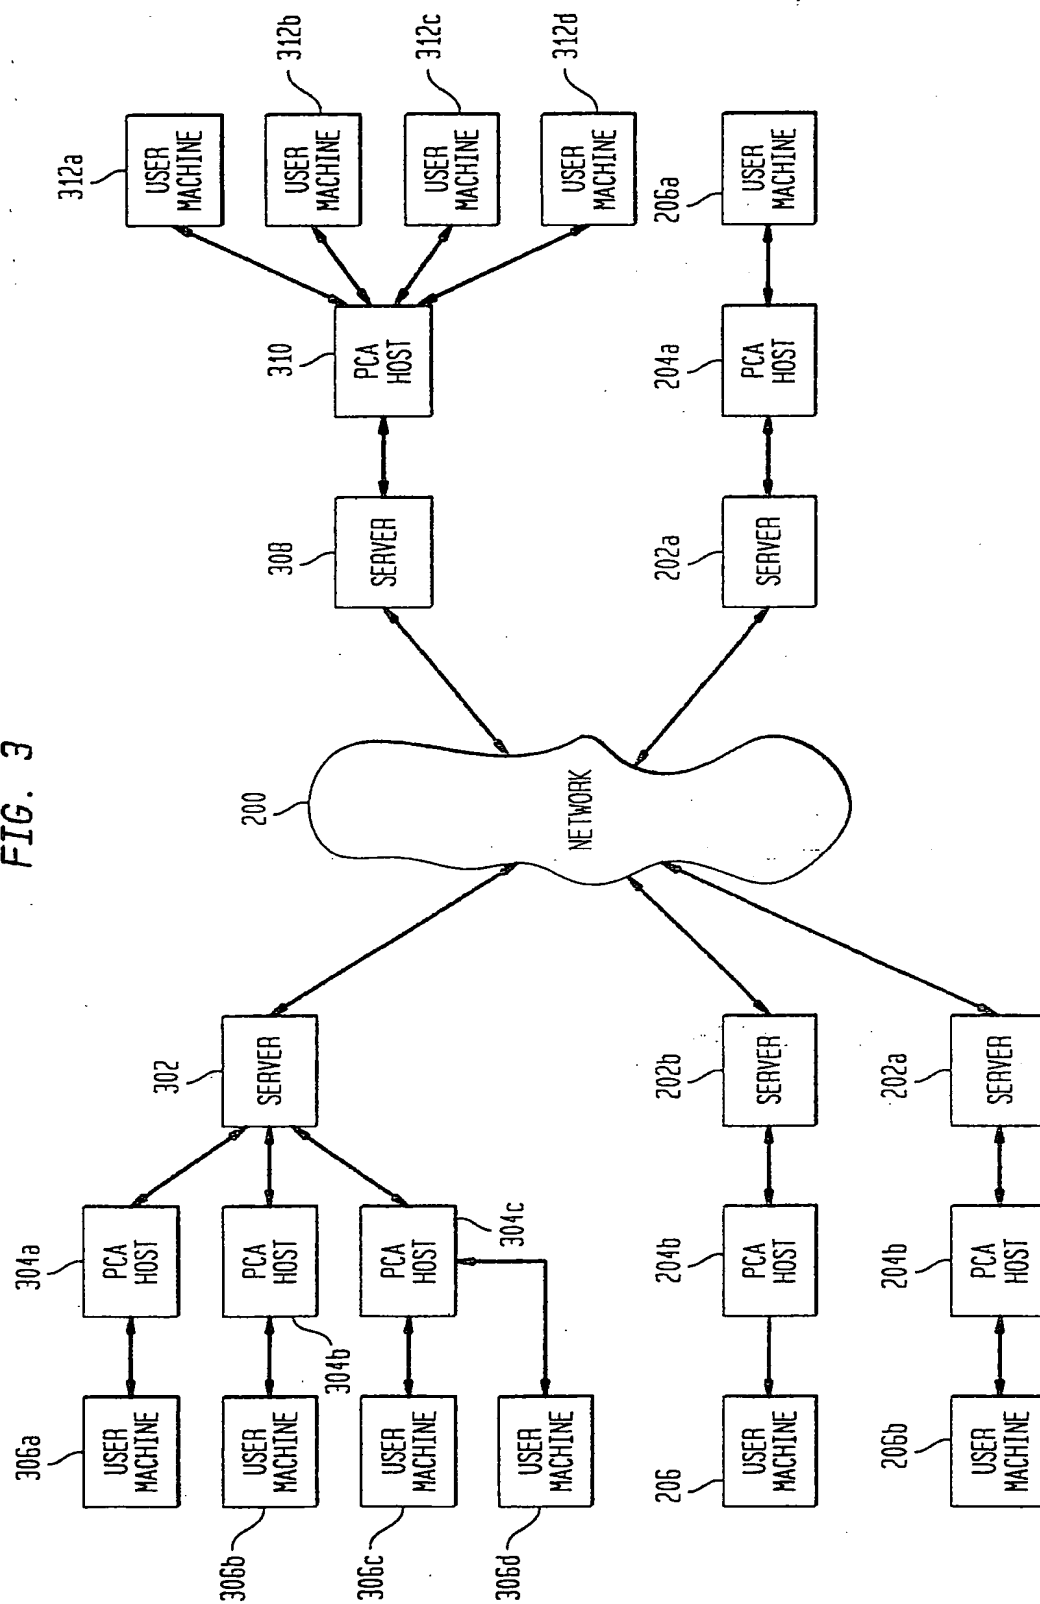 FIG. 3
306a
USER
MACHINE
304a
PCA
HOST
302
SERVER
306b
USER
MACHINE
304b
PCA
HOST
306c
USER
MACHINE
304c
PCA
HOST
306d
USER
MACHINE
206
USER
MACHINE
204b
PCA
HOST
202b
SERVER
206b
USER
MACHINE
204b
PCA
HOST
202a
SERVER
200
NETWORK
308
SERVER
310
PCA
HOST
312a
USER
MACHINE
312b
USER
MACHINE
312c
USER
MACHINE
312d
USER
MACHINE
202a
SERVER
204a
PCA
HOST
206a
USER
MACHINE